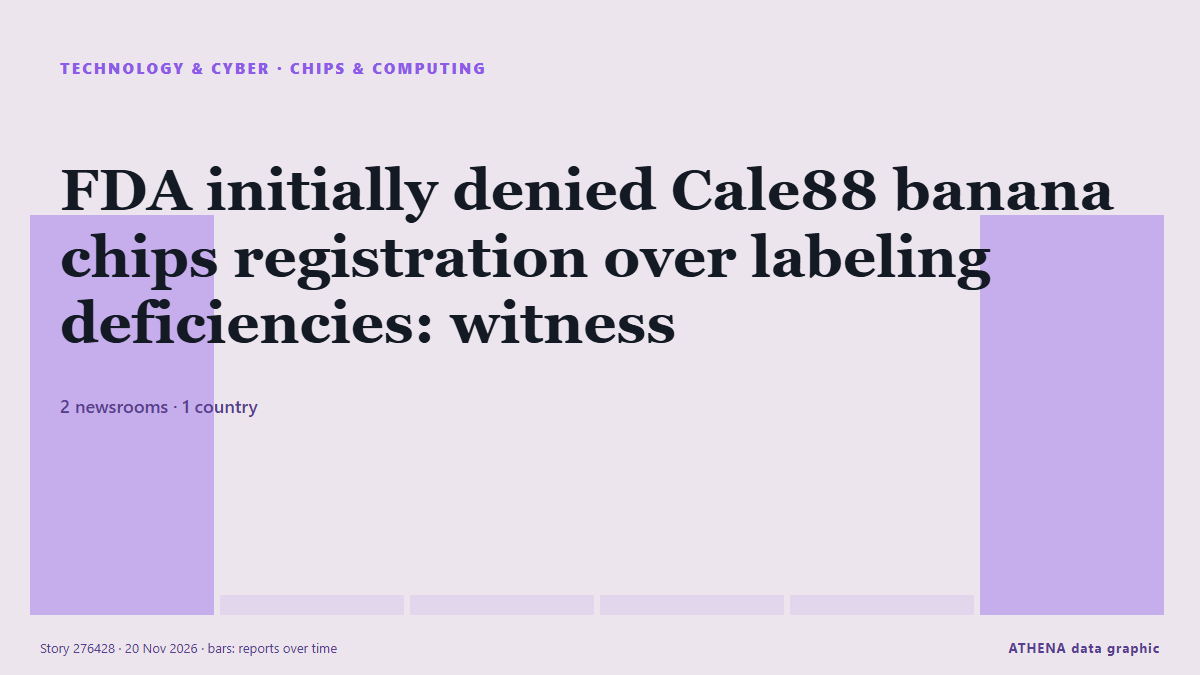 TECHNOLOGY & CYBER · CHIPS & COMPUTING
FDA initially denied Cale88 banana
chips registration over labeling
deficiencies: witness
2 newsrooms · 1 country
Story 276428 · 20 Nov 2026 · bars: reports over time
ATHENA data graphic